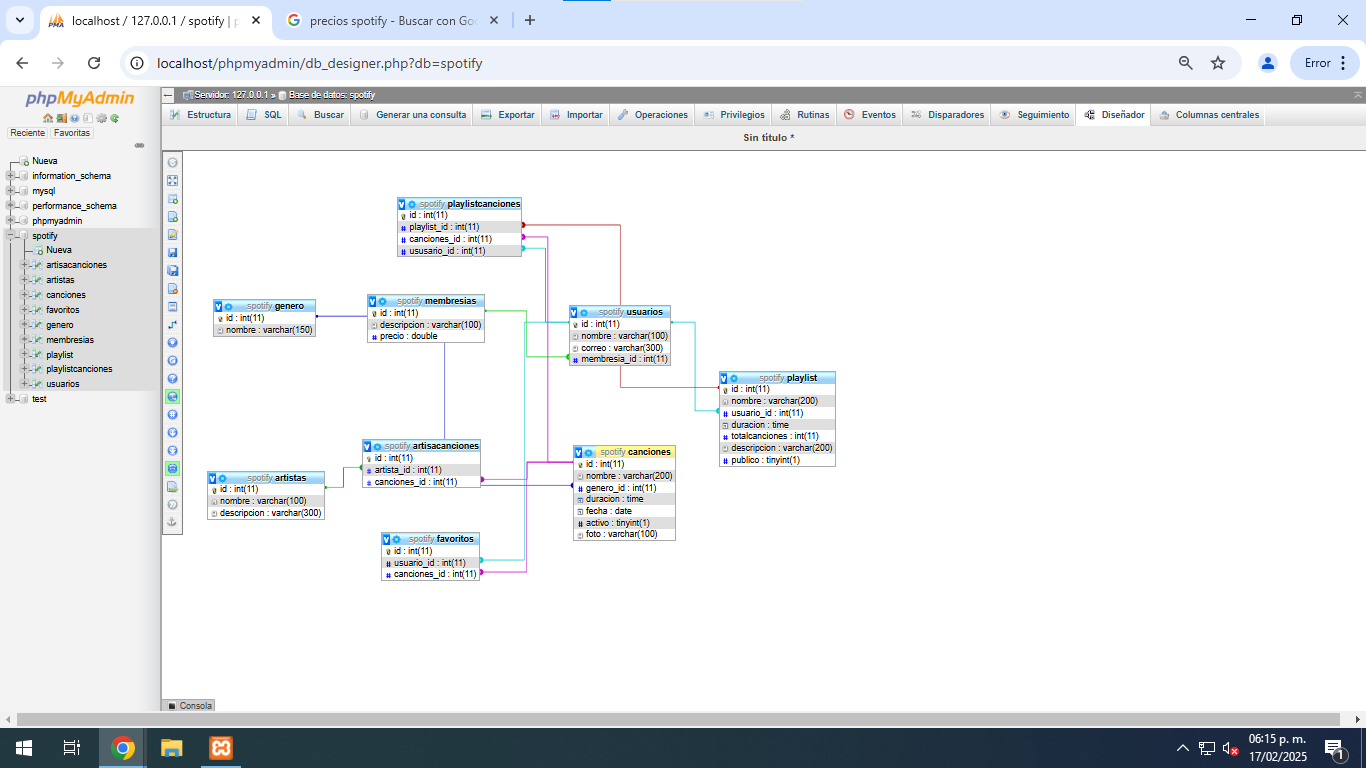 localhost / 127.0.0.1 / spotify | p
precios spotify - Buscar con Goo
localhost/phpmyadmin/db_designer.php?db=spotify
Error
phpMyAdmin
Reciente
Favoritas
Nueva
information_schema
mysql
performance_schema
phpmyadmin
spotify
Nueva
artisacanciones
artistas
canciones
favoritos
genero
membresias
playlist
playlistcanciones
usuarios
test
Servidor: 127.0.0.1 » Base de datos: spotify
Estructura
SQL
Buscar
Generar una consulta
Exportar
Importar
Operaciones
Privilegios
Rutinas
Eventos
Disparadores
Seguimiento
Diseñador
Columnas centrales
Sin título *
spotify playlistcanciones
id : int(11)
playlist_id : int(11)
canciones_id : int(11)
ususario_id : int(11)
spotify genero
id : int(11)
nombre : varchar(150)
spotify membresias
id : int(11)
descripcion : varchar(100)
precio : double
spotify usuarios
id : int(11)
nombre : varchar(100)
correo : varchar(300)
membresia_id : int(11)
spotify playlist
id : int(11)
nombre : varchar(200)
usuario_id : int(11)
duracion : time
totalcanciones : int(11)
descripcion : varchar(200)
publico : tinyint(1)
spotify artisacanciones
id : int(11)
artista_id : int(11)
canciones_id : int(11)
spotify canciones
id : int(11)
nombre : varchar(200)
genero_id : int(11)
duracion : time
fecha : date
activo : tinyint(1)
foto : varchar(100)
spotify artistas
id : int(11)
nombre : varchar(100)
descripcion : varchar(300)
spotify favoritos
id : int(11)
usuario_id : int(11)
canciones_id : int(11)
Consola
06:15 p. m.
17/02/2025
1